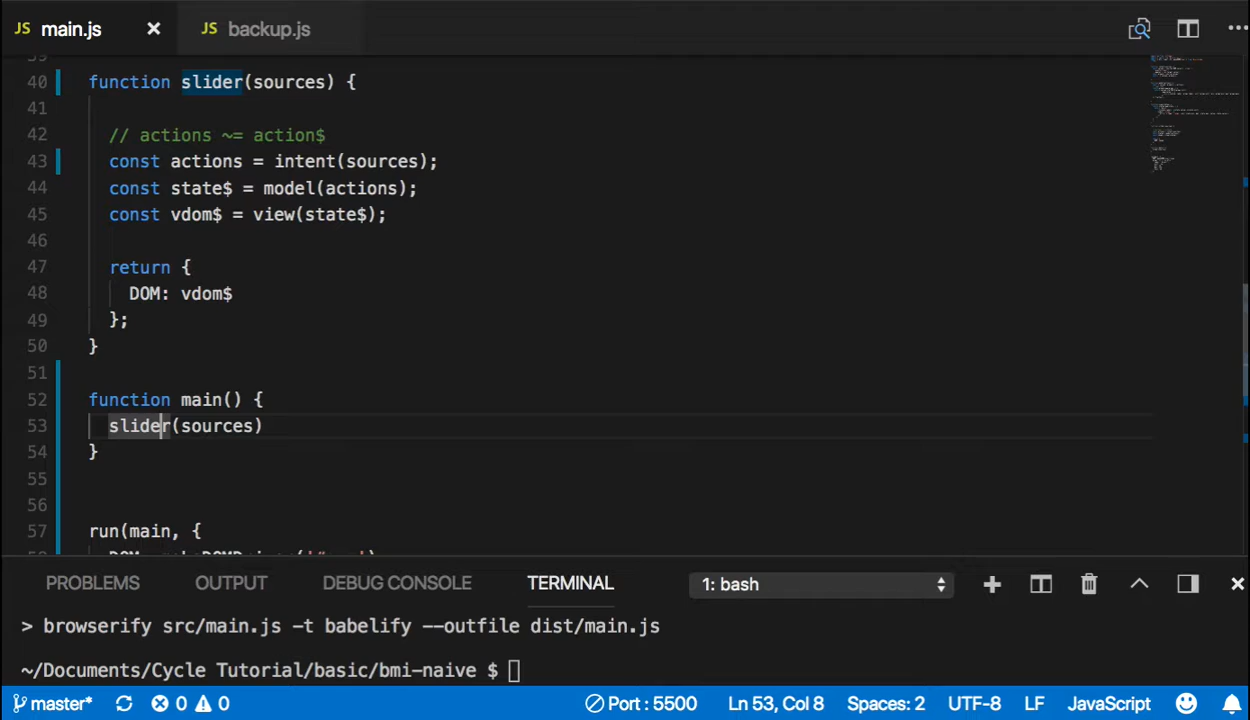 JS main.js × JS backup.js
39
40 function slider(sources) {
41
42 // actions ~= action$
43 const actions = intent(sources);
44 const state$ = model(actions);
45 const vdom$ = view(state$);
46
47 return {
48 DOM: vdom$
49 };
50 }
51
52 function main() {
53 slider(sources)
54 }
55
56
57 run(main, {
PROBLEMS OUTPUT DEBUG CONSOLE TERMINAL 1: bash
> browserify src/main.js -t babelify --outfile dist/main.js
~/Documents/Cycle Tutorial/basic/bmi-naive $
master* 0 0 Port : 5500 Ln 53, Col 8 Spaces: 2 UTF-8 LF JavaScript